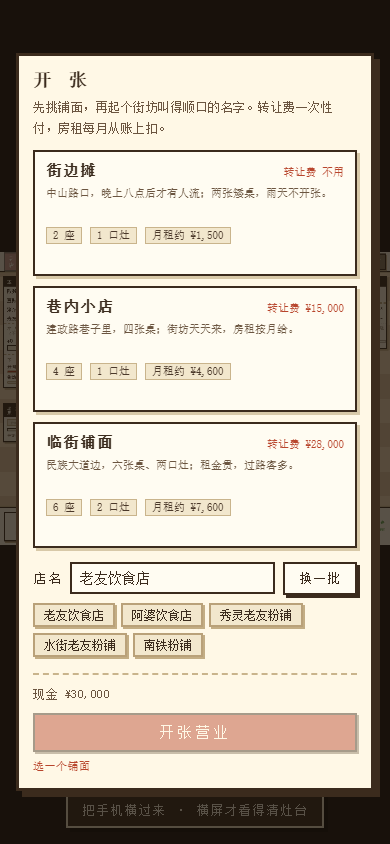 开 张
先挑铺面，再起个街坊叫得顺口的名字。转让费一次性
付，房租每月从账上扣。
街边摊 转让费 不用
中山路口，晚上八点后才有人流；两张矮桌，雨天不开张。
2 座 1 口灶 月租约 ¥1,500
巷内小店 转让费 ¥15,000
建政路巷子里，四张桌；街坊天天来，房租按月给。
4 座 1 口灶 月租约 ¥4,600
临街铺面 转让费 ¥28,000
民族大道边，六张桌、两口灶；租金贵，过路客多。
6 座 2 口灶 月租约 ¥7,600
店名 老友饮食店 换一批
老友饮食店 阿婆饮食店 秀灵老友粉铺
水街老友粉铺 南铁粉铺
现金 ¥30,000
开张营业
选一个铺面
把手机横过来 · 横屏才看得清灶台